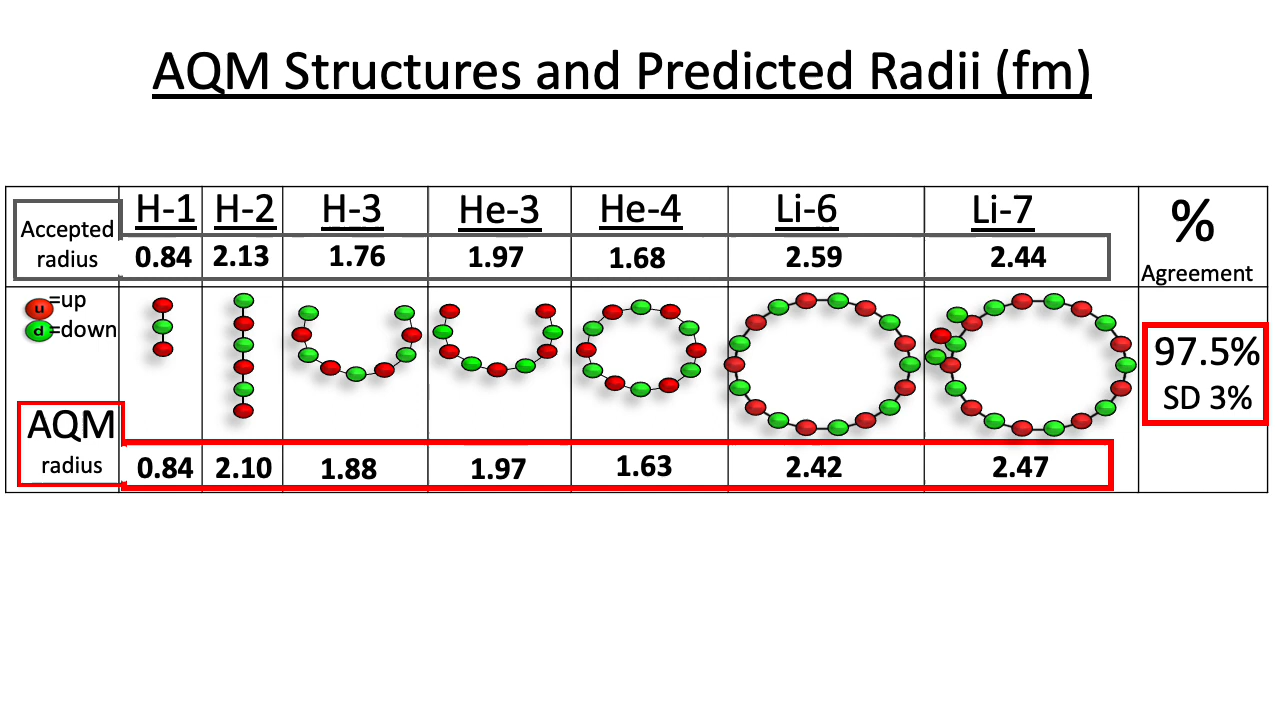 AQM Structures and Predicted Radii (fm)
H-1 H-2 H-3 He-3 He-4 Li-6 Li-7 %
Accepted
radius 0.84 2.13 1.76 1.97 1.68 2.59 2.44
Agreement
u =up
d =down
97.5%
SD 3%
AQM
radius 0.84 2.10 1.88 1.97 1.63 2.42 2.47